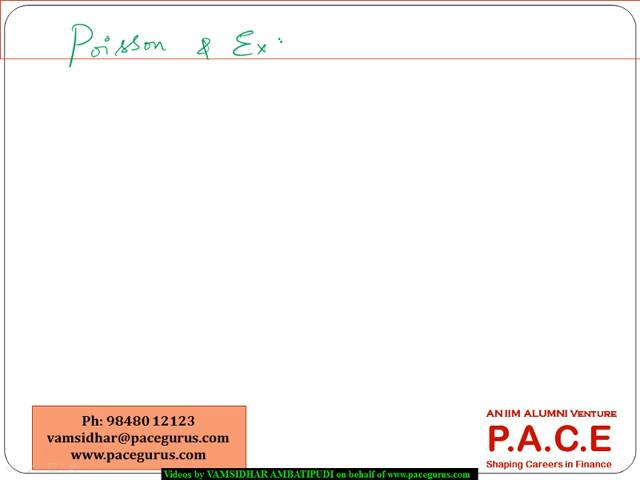 Poisson & Ex
Ph: 98480 12123
vamsidhar@pacegurus.com
www.pacegurus.com
AN IIM ALUMNI VENTURE
P.A.C.E
Shaping Careers in Finance
Videos by VAMSIDHAR AMBATIPUDI on behalf of www.pacegurus.com